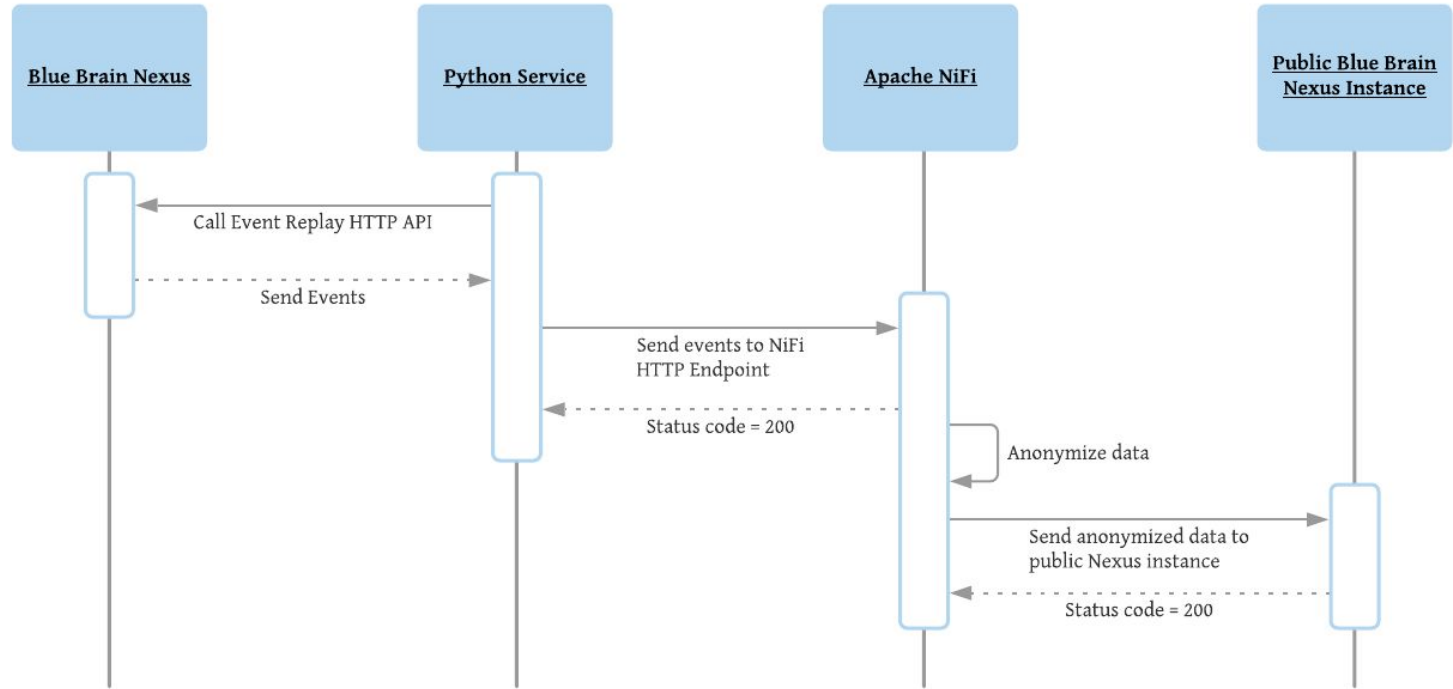 Blue Brain Nexus
Python Service
Apache NiFi
Public Blue Brain
Nexus Instance
Call Event Replay HTTP API
Send Events
Send events to NiFi
HTTP Endpoint
Status code = 200
Anonymize data
Send anonymized data to
public Nexus instance
Status code = 200